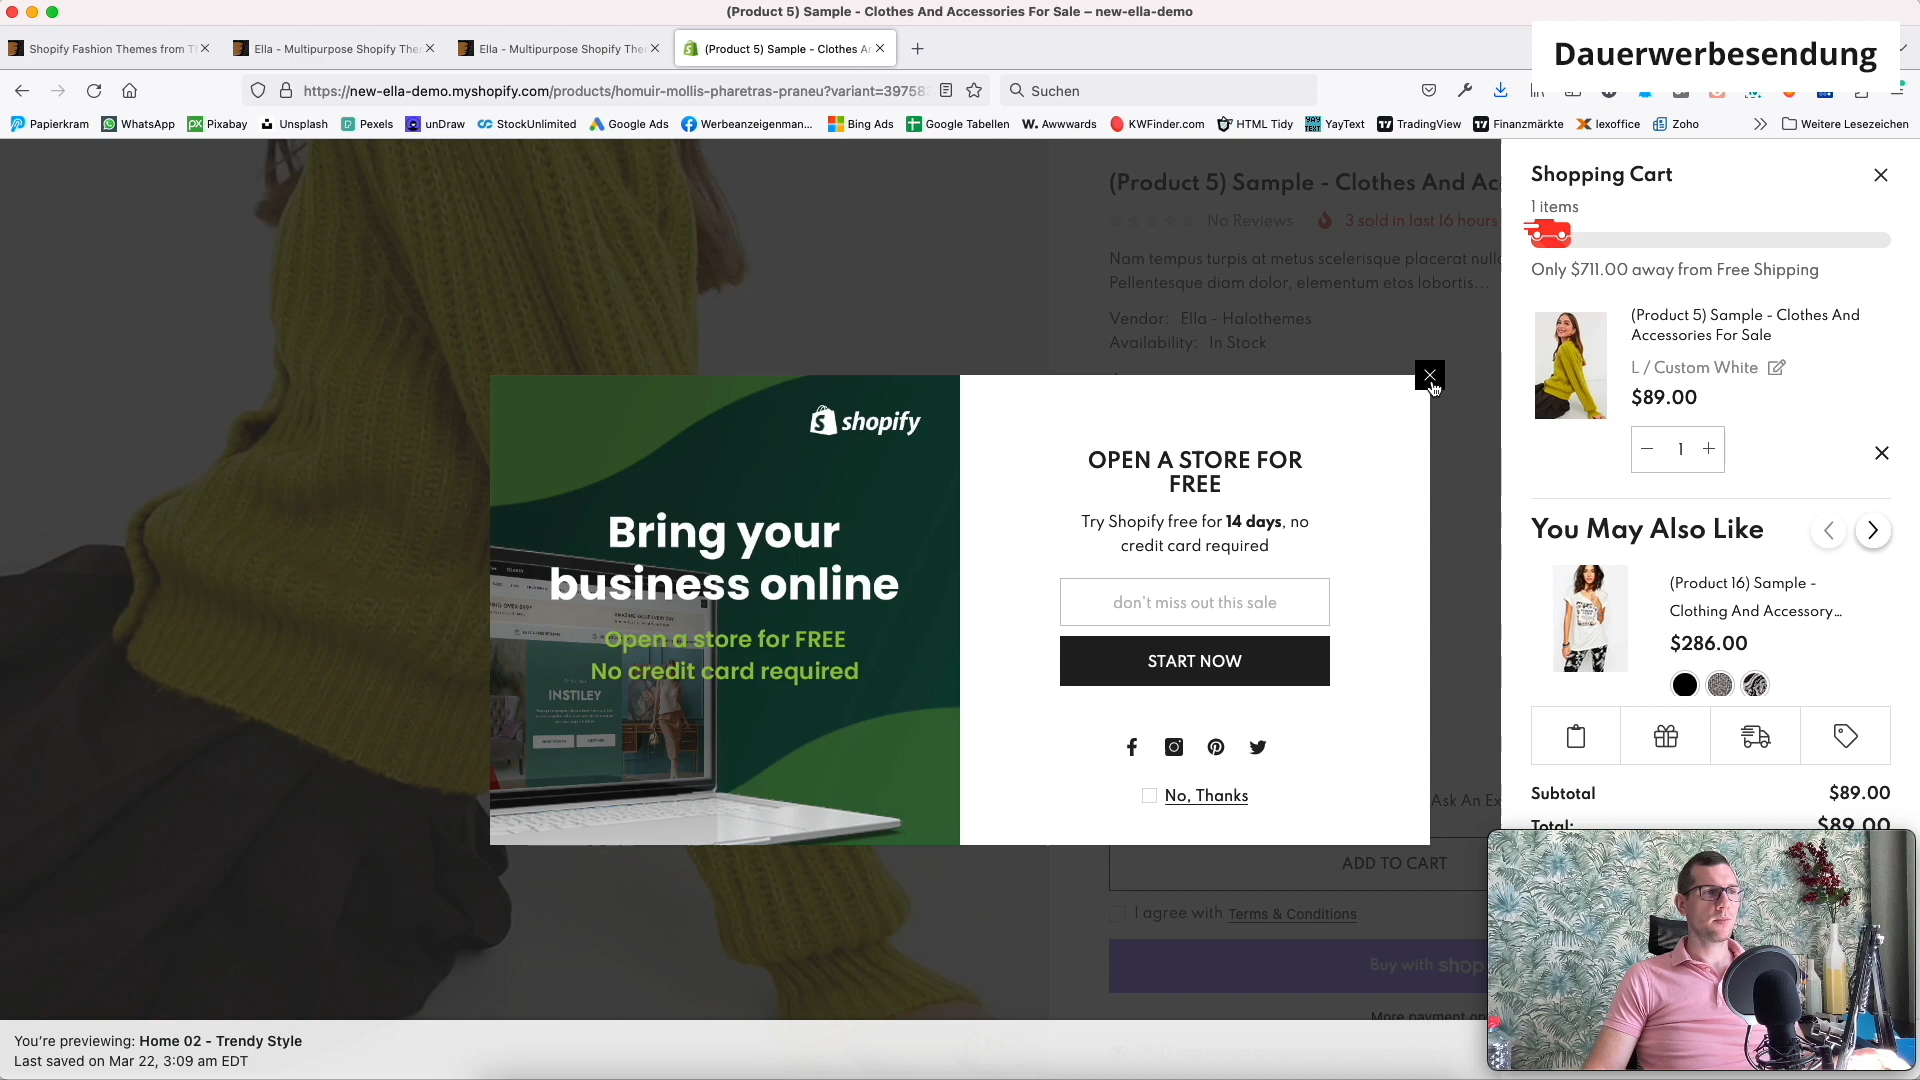 (Product 5) Sample - Clothes And Accessories For Sale – new-ella-demo
Shopify Fashion Themes from T
Ella - Multipurpose Shopify The
Ella - Multipurpose Shopify The
(Product 5) Sample - Clothes A
Dauerwerbesendung
https://new-ella-demo.myshopify.com/products/homuir-mollis-pharetras-praneu?variant=39758
Suchen
Papierkram
WhatsApp
Pixabay
Unsplash
Pexels
unDraw
StockUnlimited
Google Ads
Werbeanzeigenman...
Bing Ads
Google Tabellen
Awwwards
KWFinder.com
HTML Tidy
YayText
TradingView
Finanzmärkte
lexoffice
Zoho
Weitere Lesezeichen
(Product 5) Sample - Clothes And Ac
No Reviews
3 sold in last 16 hours
Nam tempus turpis at metus scelerisque placerat null
Pellentesque diam dolor, elementum etos lobortis...
Vendor: Ella - Halothemes
Availability: In Stock
shopify
Bring your
business online
Open a store for FREE
No credit card required
INSTILEY
OPEN A STORE FOR
FREE
Try Shopify free for 14 days, no
credit card required
don't miss out this sale
START NOW
No, Thanks
Ask An Ex
ADD TO CART
I agree with Terms & Conditions
Buy with shop
More payment op
Shopping Cart
1 items
Only $711.00 away from Free Shipping
(Product 5) Sample - Clothes And
Accessories For Sale
L / Custom White
$89.00
1
You May Also Like
(Product 16) Sample -
Clothing And Accessory...
$286.00
Subtotal $89.00
Total: $89.00
You're previewing: Home 02 - Trendy Style
Last saved on Mar 22, 3:09 am EDT